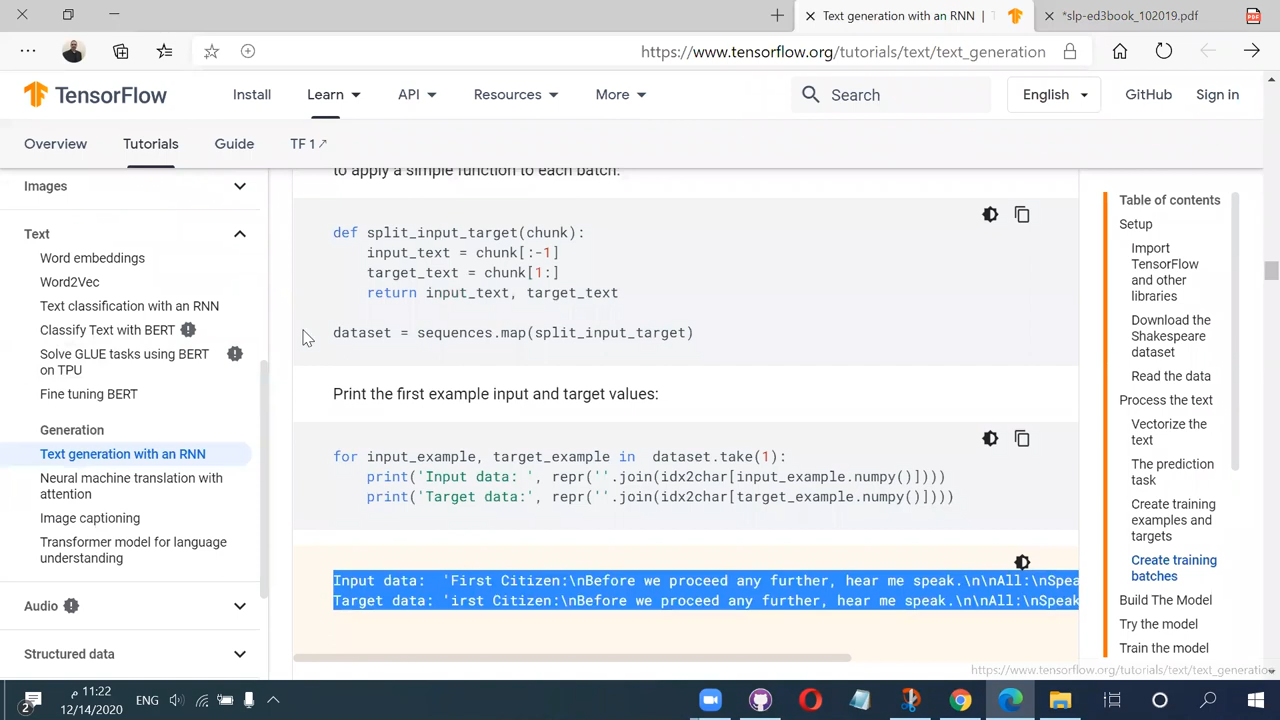 Text generation with an RNN |
*slp-ed3book_102019.pdf
https://www.tensorflow.org/tutorials/text/text_generation
TensorFlow
Install
Learn
API
Resources
More
Search
English
GitHub
Sign in
Overview
Tutorials
Guide
TF 1
Images
Text
Word embeddings
Word2Vec
Text classification with an RNN
Classify Text with BERT
Solve GLUE tasks using BERT
on TPU
Fine tuning BERT
Generation
Text generation with an RNN
Neural machine translation with
attention
Image captioning
Transformer model for language
understanding
Audio
Structured data
to apply a simple function to each batch:
def split_input_target(chunk):
input_text = chunk[:-1]
target_text = chunk[1:]
return input_text, target_text
dataset = sequences.map(split_input_target)
Print the first example input and target values:
for input_example, target_example in  dataset.take(1):
print('Input data: ', repr(''.join(idx2char[input_example.numpy()])))
print('Target data:', repr(''.join(idx2char[target_example.numpy()])))
Input data:  'First Citizen:\nBefore we proceed any further, hear me speak.\n\nAll:\nSpea
Target data: 'irst Citizen:\nBefore we proceed any further, hear me speak.\n\nAll:\nSpeak
Table of contents
Setup
Import
TensorFlow
and other
libraries
Download the
Shakespeare
dataset
Read the data
Process the text
Vectorize the
text
The prediction
task
Create training
examples and
targets
Create training
batches
Build The Model
Try the model
Train the model
https://www.tensorflow.org/tutorials/text/text_generation
2
11:22 م
12/14/2020
ENG